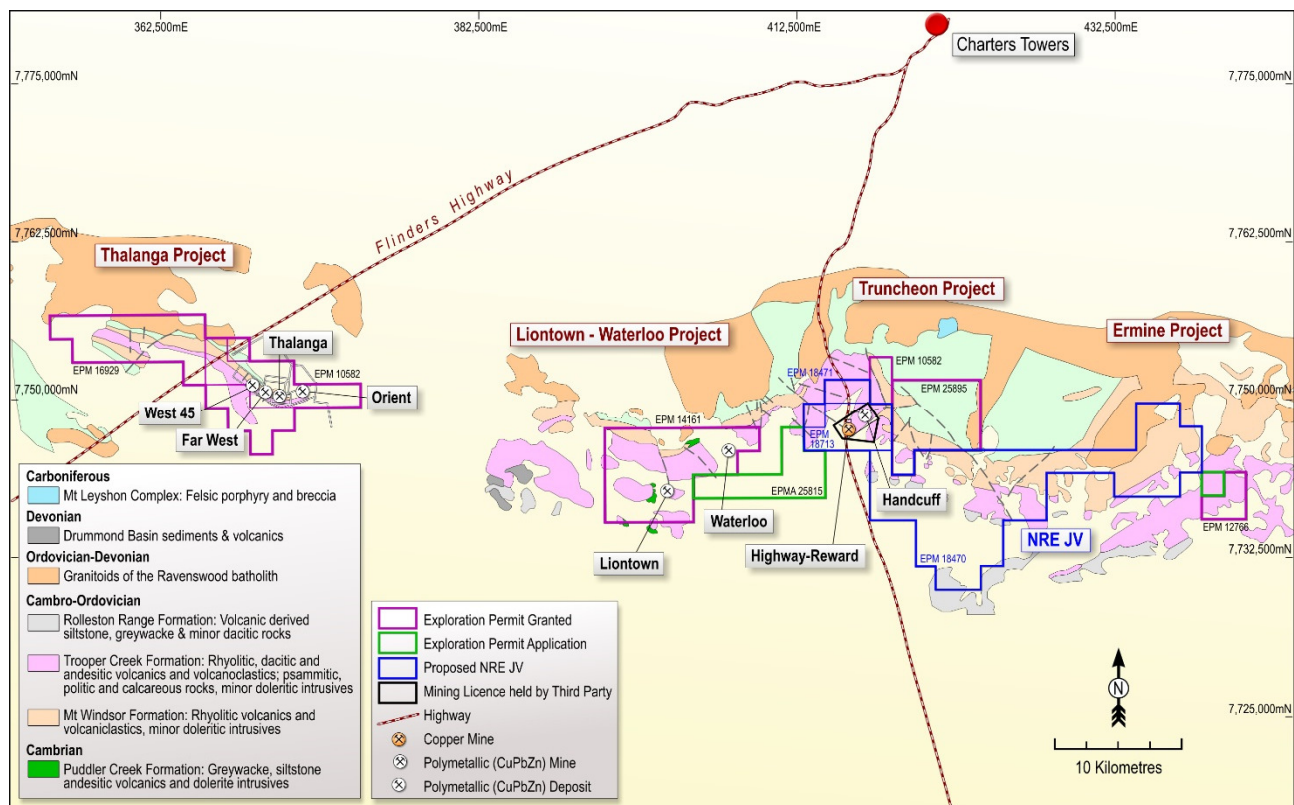 362,500mE
382,500mE
412,500mE
432,500mE
Charters Towers
7,775,000mN
7,775,000mN
Flinders Highway
7,762,500mN
7,762,500mN
Thalanga Project
Truncheon Project
Liontown - Waterloo Project
Ermine Project
Thalanga
EPM 16929
EPM 10582
EPM 18471
EPM 10582
EPM 25895
7,750,000mN
7,750,000mN
West 45
Orient
Far West
EPM 14161
EPM
18713
EPMA 25815
Handcuff
Waterloo
Highway-Reward
Liontown
NRE JV
EPM 12766
EPM 18470
7,732,500mN
7,725,000mN
Carboniferous
Mt Leyshon Complex: Felsic porphyry and breccia
Devonian
Drummond Basin sediments & volcanics
Ordovician-Devonian
Granitoids of the Ravenswood batholith
Cambro-Ordovician
Rolleston Range Formation: Volcanic derived
siltstone, greywacke & minor dacitic rocks
Trooper Creek Formation: Rhyolitic, dacitic and
andesitic volcanics and volcanoclastics; psammitic,
politic and calcareous rocks, minor doleritic intrusives
Mt Windsor Formation: Rhyolitic volcanics and
volcaniclastics, minor doleritic intrusives
Cambrian
Puddler Creek Formation: Greywacke, siltstone
andesitic volcanics and dolerite intrusives
Exploration Permit Granted
Exploration Permit Application
Proposed NRE JV
Mining Licence held by Third Party
Highway
Copper Mine
Polymetallic (CuPbZn) Mine
Polymetallic (CuPbZn) Deposit
N
10 Kilometres